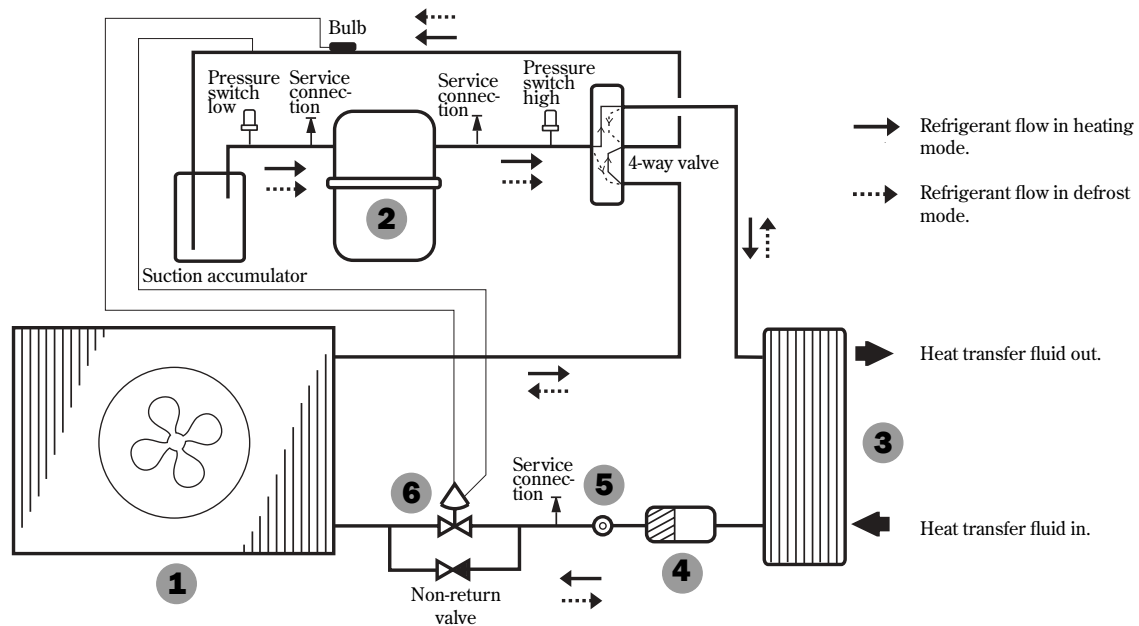 Bulb
Pressure
switch
low
Service
connec-
tion
Service
connec-
tion
Pressure
switch
high
4-way valve
Refrigerant flow in heating
mode.
Refrigerant flow in defrost
mode.
2
Suction accumulator
Heat transfer fluid out.
3
Service
connec-
tion
6
5
Heat transfer fluid in.
1
4
Non-return
valve